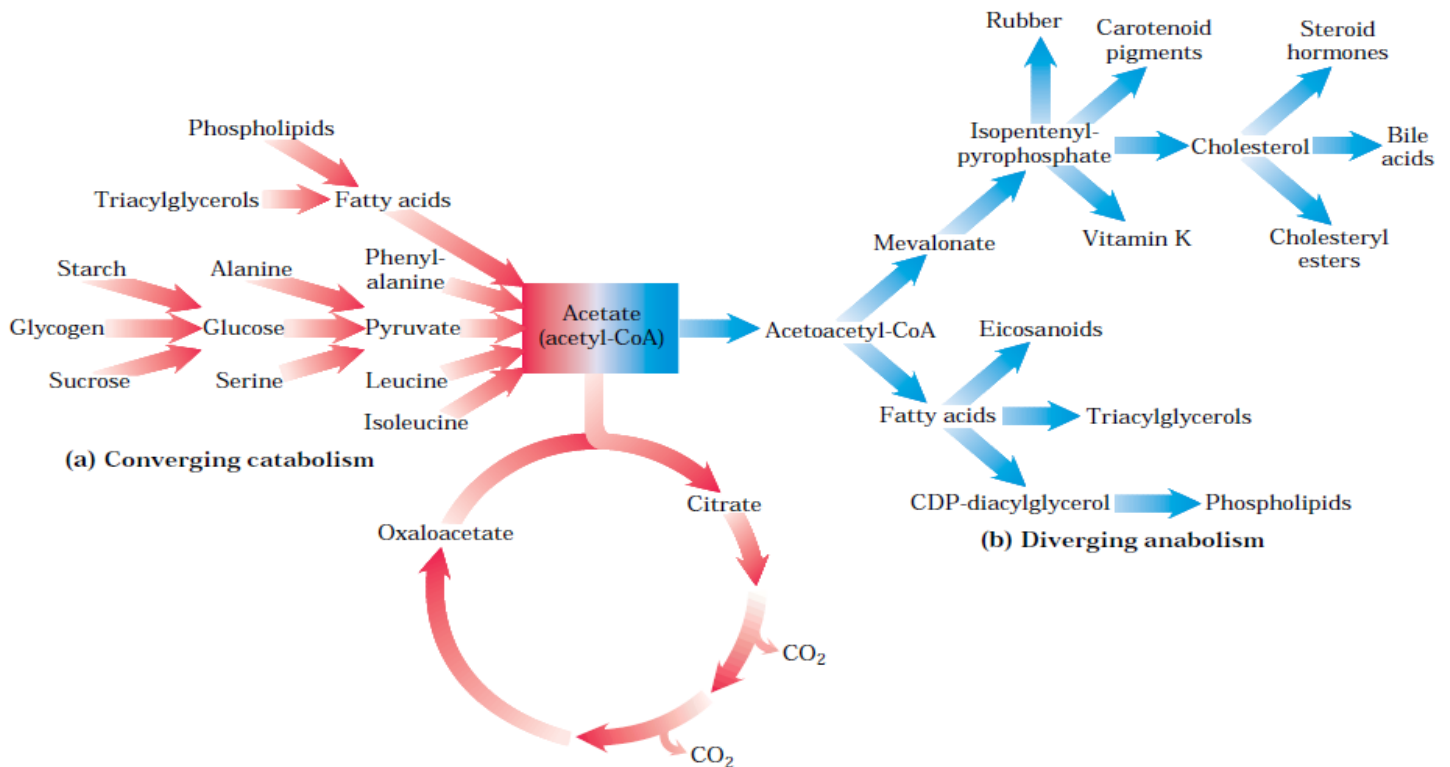 Rubber
Carotenoid
pigments
Steroid
hormones
Phospholipids
Isopentenyl-
pyrophosphate
Cholesterol
Bile
acids
Triacylglycerols
Fatty acids
Mevalonate
Vitamin K
Cholesteryl
esters
Starch
Alanine
Phenyl-
alanine
Glycogen
Glucose
Pyruvate
Acetate
(acetyl-CoA)
Acetoacetyl-CoA
Eicosanoids
Sucrose
Serine
Leucine
Isoleucine
Fatty acids
Triacylglycerols
(a) Converging catabolism
CDP-diacylglycerol
Phospholipids
(b) Diverging anabolism
Oxaloacetate
Citrate
CO₂
CO₂